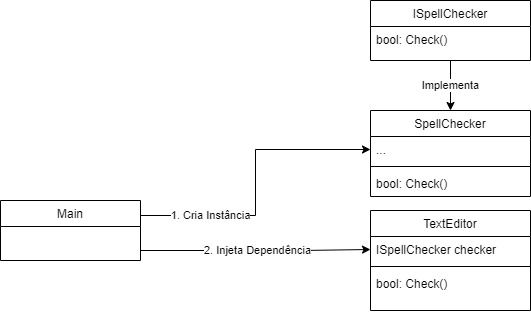 ISpellChecker
bool: Check()
Implementa
SpellChecker
...
bool: Check()
1. Cria Instância
Main
2. Injeta Dependência
TextEditor
ISpellChecker checker
bool: Check()